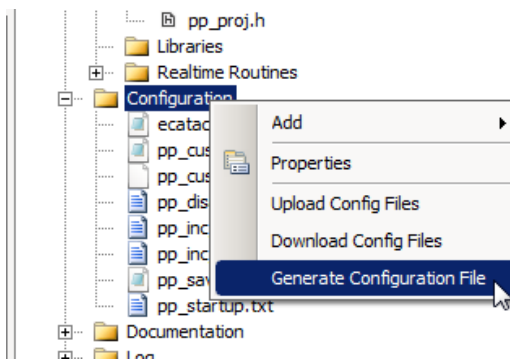 pp_proj.h
Libraries
Realtime Routines
Configuration
ecatac
Add
pp_cus
Properties
pp_cus
pp_dis
Upload Config Files
pp_inc
Download Config Files
pp_inc
pp_sav
Generate Configuration File
pp_startup.txt
Documentation
Log